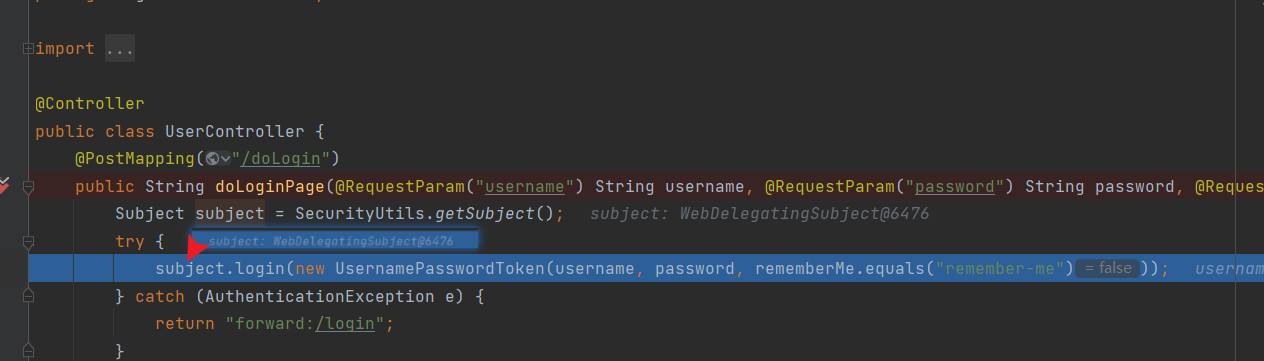 import ...
@Controller
public class UserController {
@PostMapping("/doLogin")
public String doLoginPage(@RequestParam("username") String username, @RequestParam("password") String password, @Reques
Subject subject = SecurityUtils.getSubject(); subject: WebDelegatingSubject@6476
try {
subject: WebDelegatingSubject@6476
subject.login(new UsernamePasswordToken(username, password, rememberMe.equals("remember-me") = false )); usernam
} catch (AuthenticationException e) {
return "forward:/login";
}